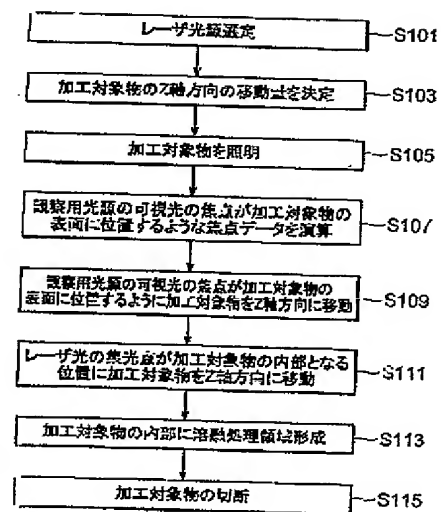 レーザ光源選定
S101
加工対象物のZ軸方向の移動量を決定
S103
加工対象物を照明
S105
観察用光源の可視光の焦点が加工対象物の
表面に位置するような焦点データを演算
S107
観察用光源の可視光の焦点が加工対象物の
表面に位置するように加工対象物をZ軸方向に移動
S109
レーザ光の集光点が加工対象物の内部となる
位置に加工対象物をZ軸方向に移動
S111
加工対象物の内部に溶融処理領域形成
S113
加工対象物の切断
S115